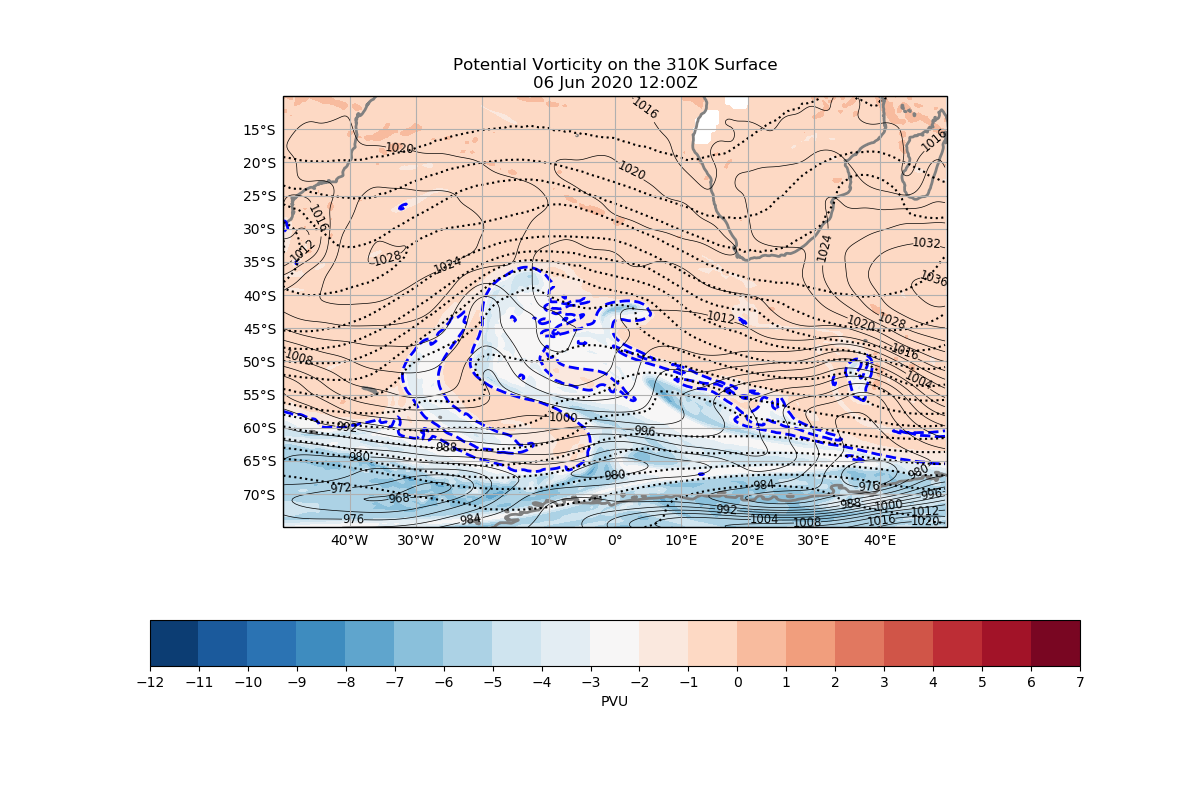 Potential Vorticity on the 310K Surface
06 Jun 2020 12:00Z
1016
15°S
1020
1016
20°S
1020
25°S
1016
30°S
1012
1028
1024
1024
1032
35°S
1036
40°S
1012
1020
1028
45°S
1008
1016
50°S
1004
55°S
1000
992
996
60°S
988
980
980
980
65°S
972
968
984
976
988
1000
996
70°S
976
984
992
1004
1008
1016
1012
1020
40°W 30°W 20°W 10°W 0° 10°E 20°E 30°E 40°E
−12 −11 −10 −9 −8 −7 −6 −5 −4 −3 −2 −1 0 1 2 3 4 5 6 7
PVU